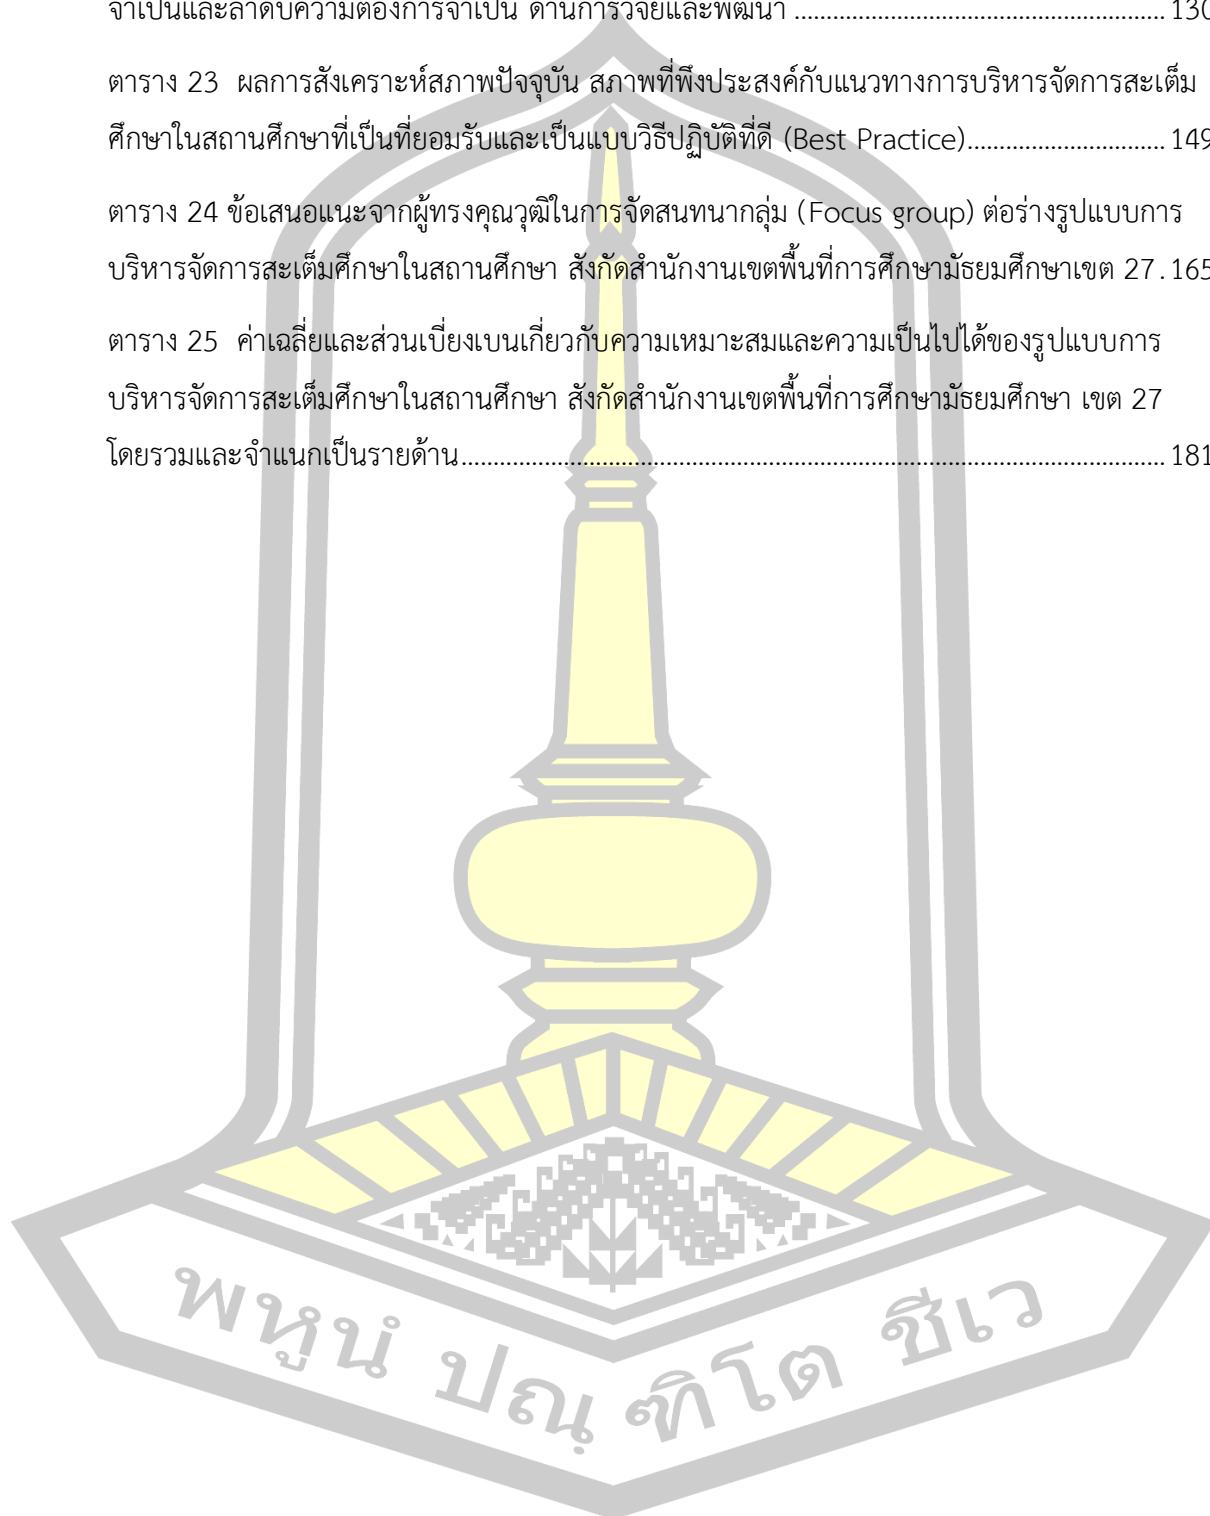 จำเป็นและลำดับความต้องการจำเป็น ด้านการวิจัยและพัฒนา ......................................................... 130
ตาราง 23 ผลการสังเคราะห์สภาพปัจจุบัน สภาพที่พึงประสงค์กับแนวทางการบริหารจัดการสะเต็ม
ศึกษาในสถานศึกษาที่เป็นที่ยอมรับและเป็นแบบวิธีปฏิบัติที่ดี (Best Practice)............................... 149
ตาราง 24 ข้อเสนอแนะจากผู้ทรงคุณวุฒิในการจัดสนทนากลุ่ม (Focus group) ต่อร่างรูปแบบการ
บริหารจัดการสะเต็มศึกษาในสถานศึกษา สังกัดสำนักงานเขตพื้นที่การศึกษามัธยมศึกษาเขต 27. 165
ตาราง 25 ค่าเฉลี่ยและส่วนเบี่ยงเบนเกี่ยวกับความเหมาะสมและความเป็นไปได้ของรูปแบบการ
บริหารจัดการสะเต็มศึกษาในสถานศึกษา สังกัดสำนักงานเขตพื้นที่การศึกษามัธยมศึกษา เขต 27
โดยรวมและจำแนกเป็นรายด้าน............................................................................................................. 181
พหูนํ ปณฺฑิโต ชีเว